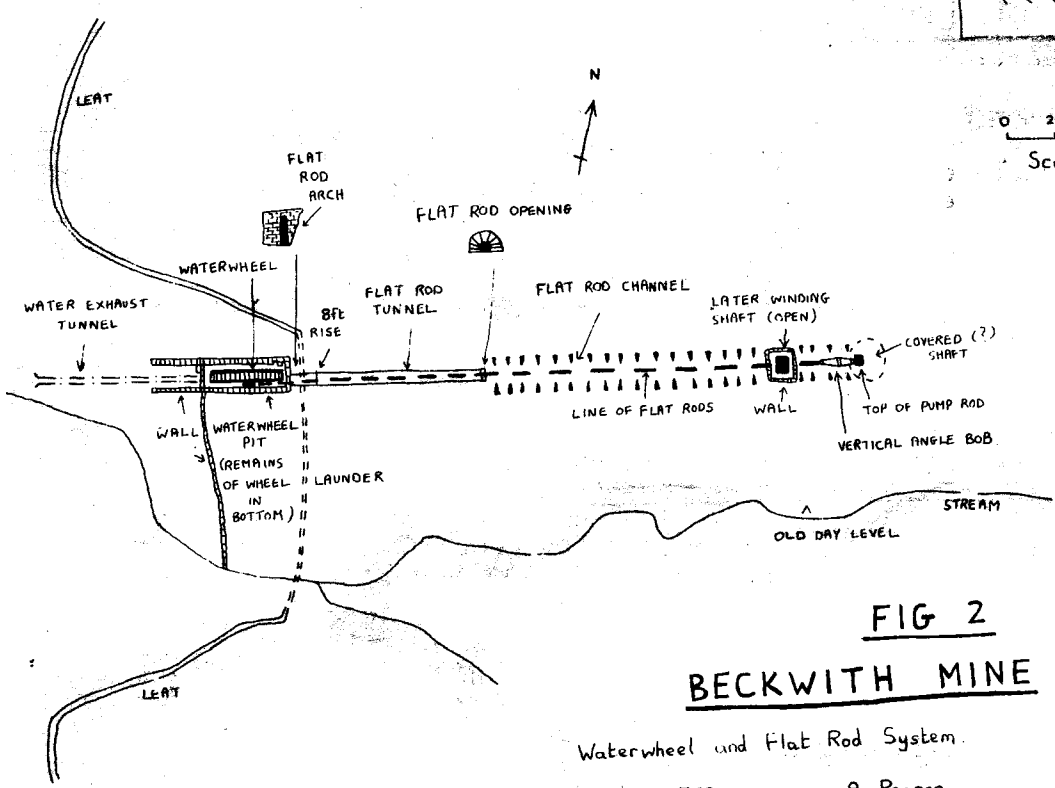 LEAT
N
0 2
FLAT
ROD
ARCH
FLAT ROD OPENING
WATERWHEEL
WATER EXHAUST
TUNNEL
8ft
RISE
FLAT ROD
TUNNEL
FLAT ROD CHANNEL
LATER WINDING
SHAFT (OPEN)
COVERED (?)
SHAFT
WALL
WATERWHEEL
PIT
(REMAINS
OF WHEEL
IN
BOTTOM)
LAUNDER
LINE OF FLAT RODS
WALL
TOP OF PUMP ROD
VERTICAL ANGLE BOB
STREAM
OLD DAY LEVEL
LEAT
FIG 2
BECKWITH MINE
Waterwheel and Flat Rod System.